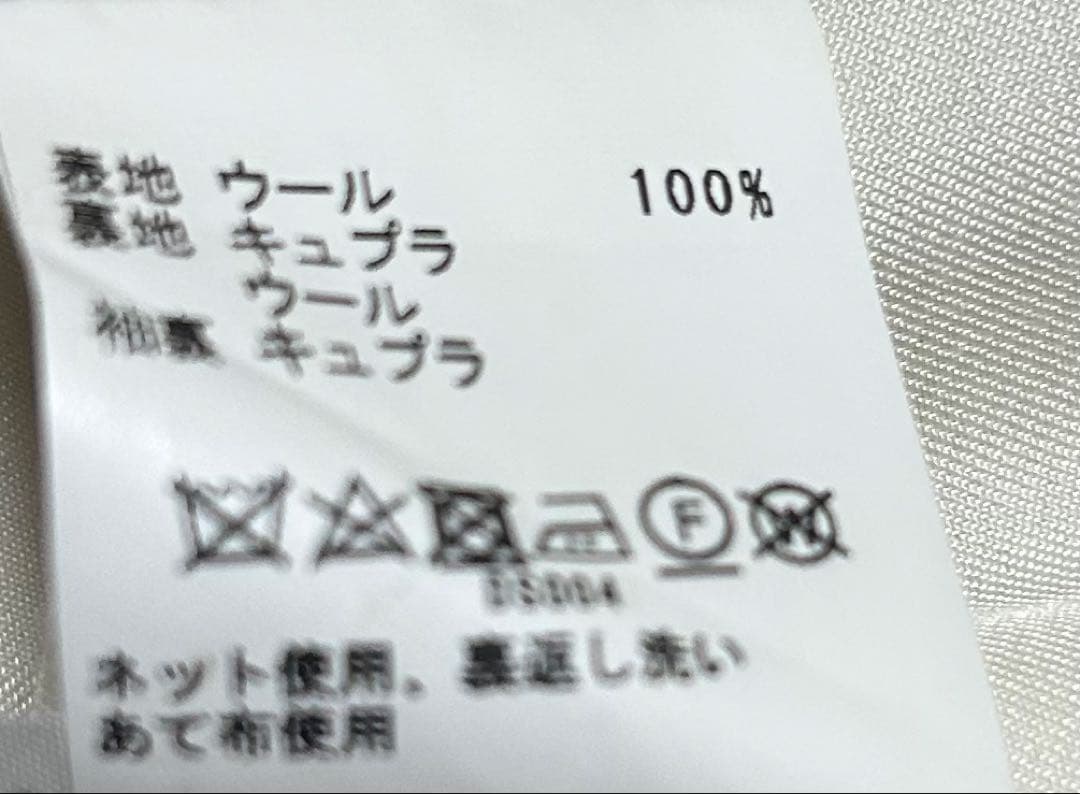 表地 ウール 100%
裏地 キュプラ
ウール
袖裏 キュプラ
F
W
ネット使用、裏返し洗い
あて布使用